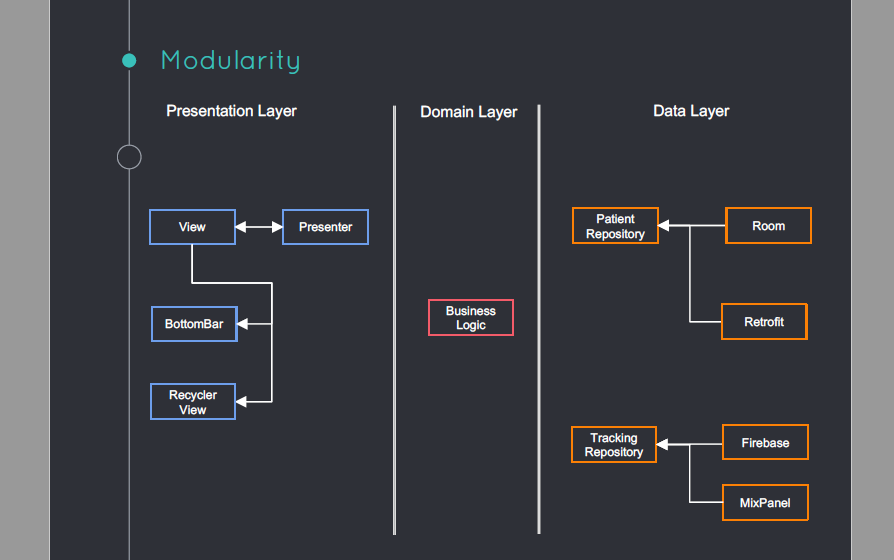 Modularity
Presentation Layer
Domain Layer
Data Layer
View
Presenter
BottomBar
Recycler
View
Business
Logic
Patient
Repository
Room
Retrofit
Tracking
Repository
Firebase
MixPanel